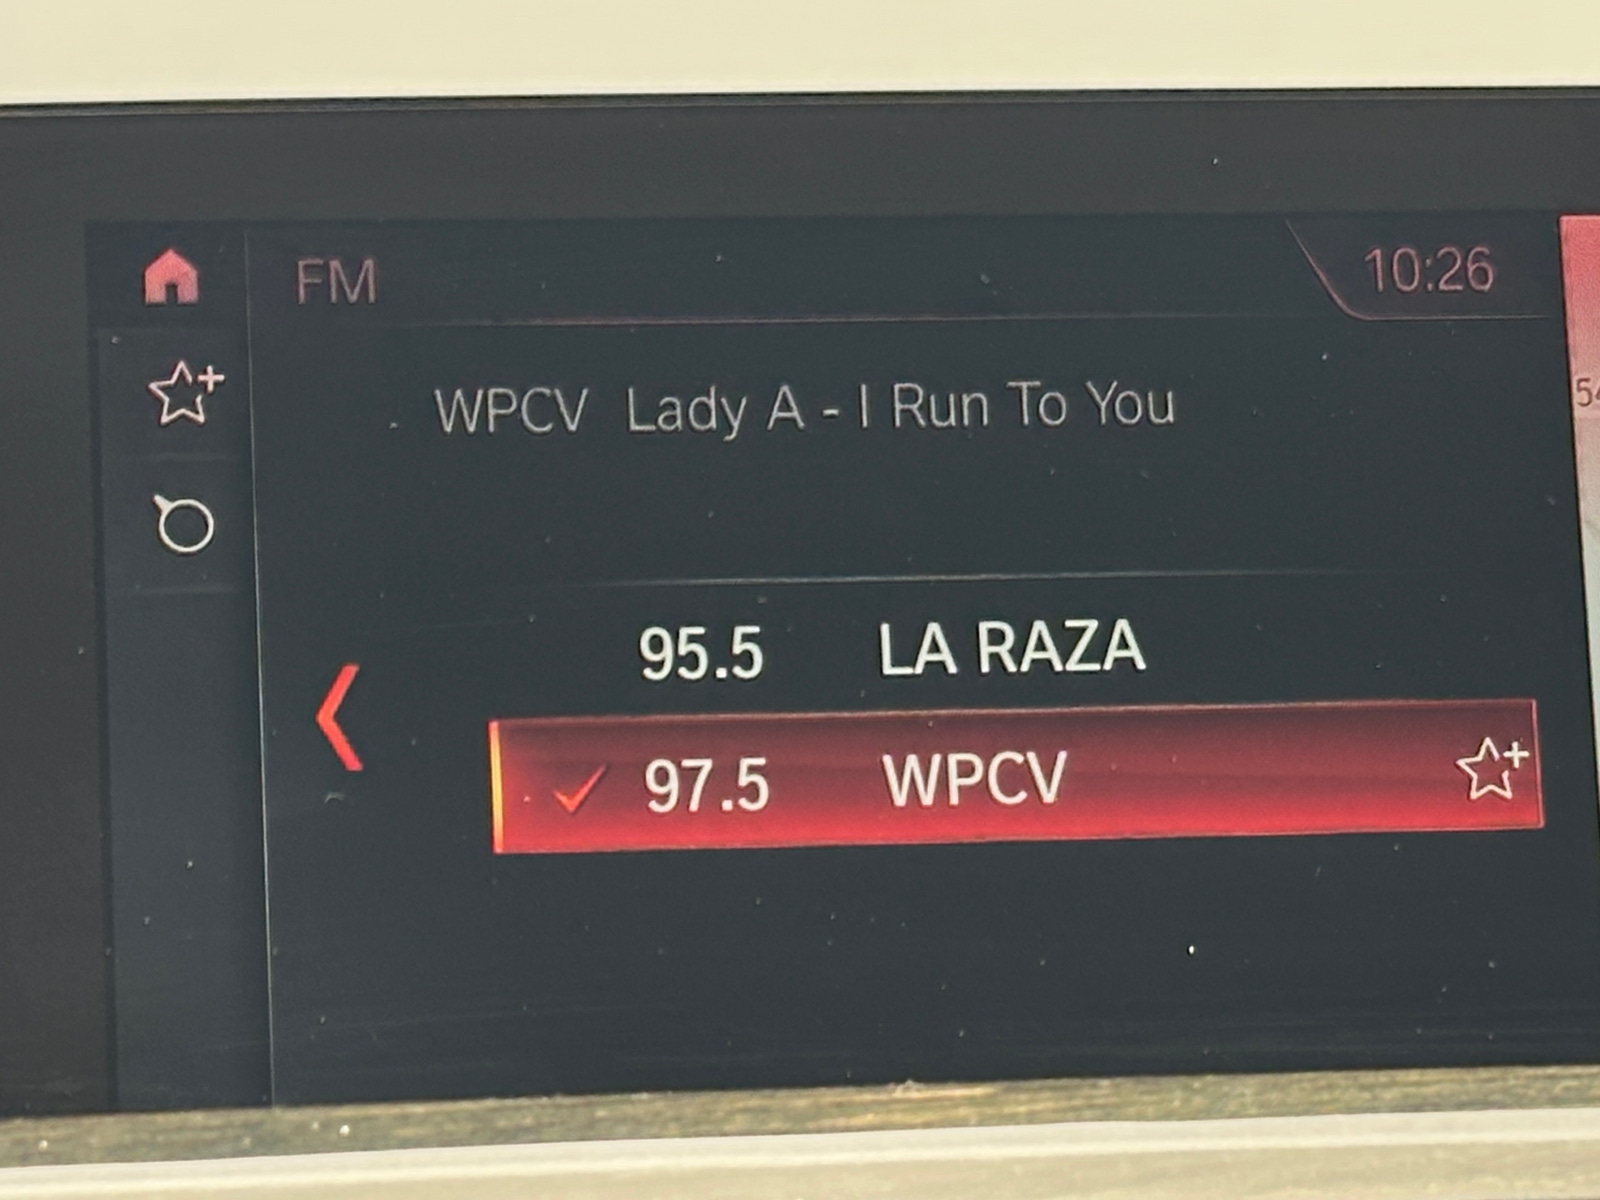 FM 10:26
WPCV Lady A - I Run To You
95.5 LA RAZA
97.5 WPCV